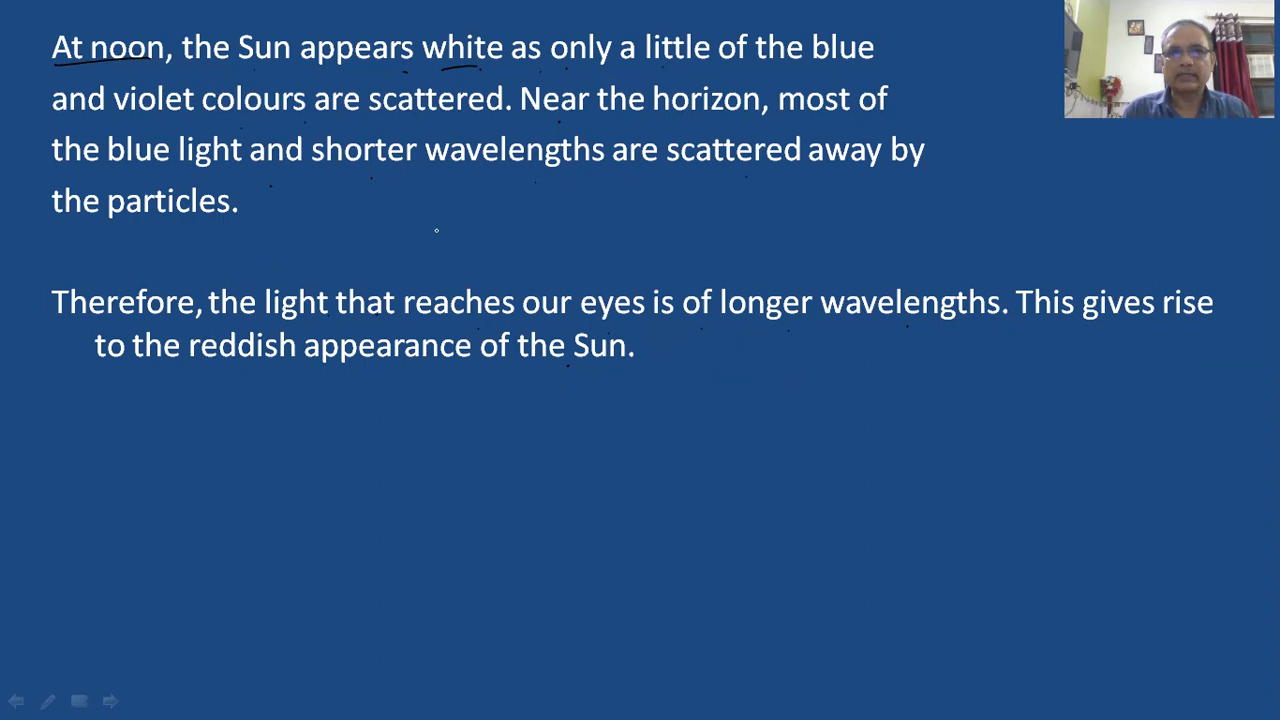 At noon, the Sun appears white as only a little of the blue
and violet colours are scattered. Near the horizon, most of
the blue light and shorter wavelengths are scattered away by
the particles.
Therefore, the light that reaches our eyes is of longer wavelengths. This gives rise
to the reddish appearance of the Sun.